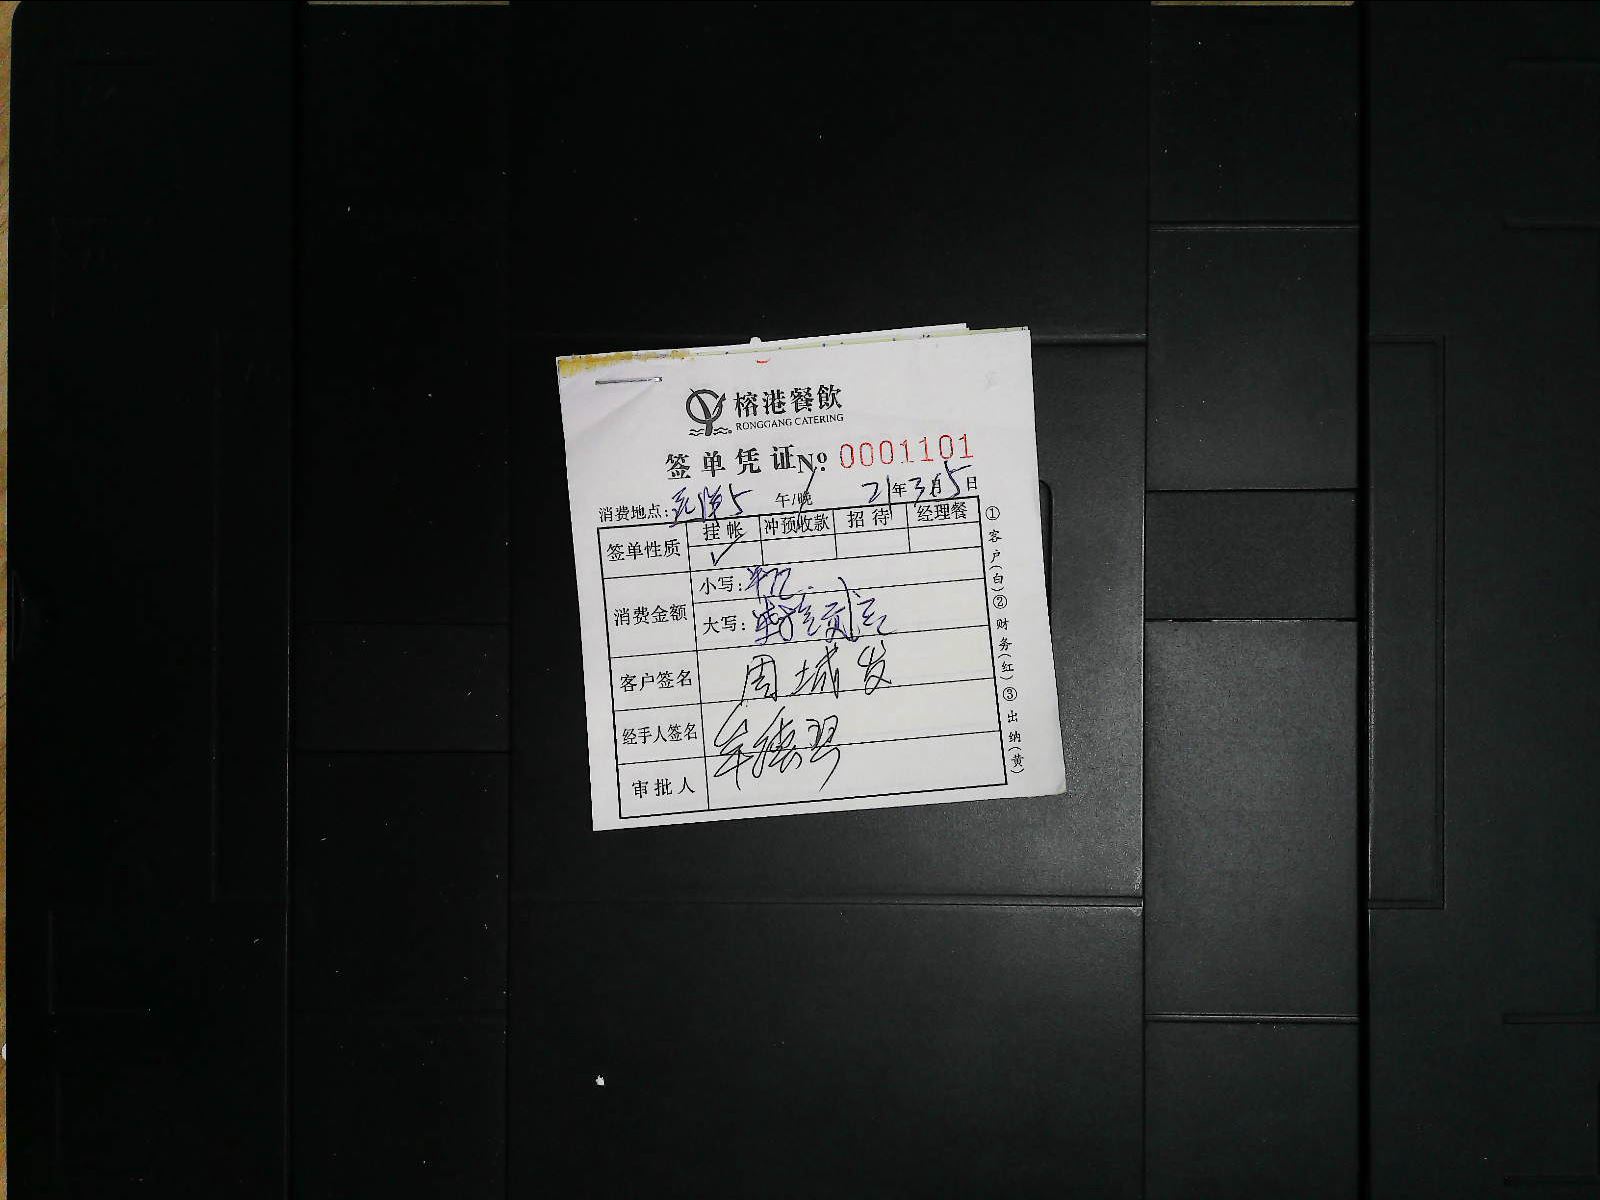 榕港餐飲
RONGGANG CATERING
签单凭证 № 0001101
消费地点: 午/晚 21年3月5日
签单性质 挂帐 冲预收款 招待 经理餐
✓
消费金额 小写:
大写:
客户签名 周城发
经手人签名
审批人
①客户(白)②财务(红)③出纳(黄)